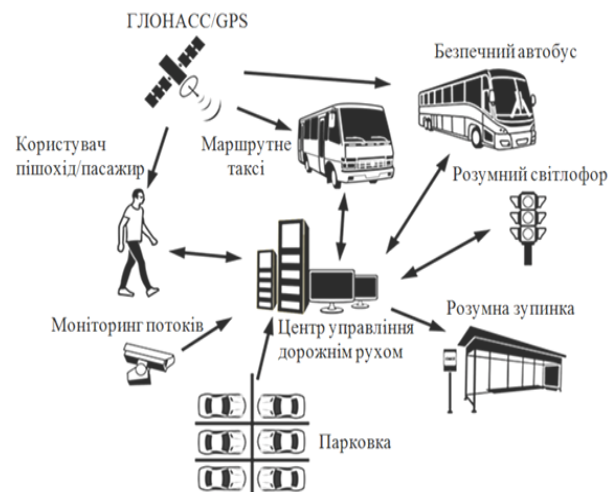 ГЛОНАСС/GPS
Безпечний автобус
Користувач
пішохід/пасажир
Маршрутне
таксі
Розумний світлофор
Моніторинг потоків
Центр управління
дорожнім рухом
Розумна зупинка
Парковка